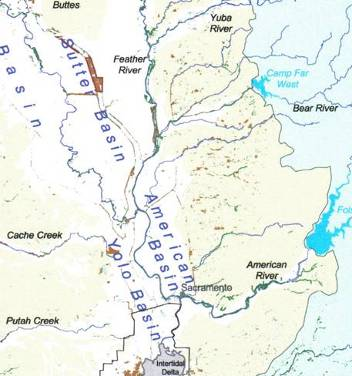 Buttes
Yuba
River
Basin
Sutter Basin
Feather
River
Camp Far
West
Bear River
American
Basin
Fols
Cache Creek
Yolo Basin
American
River
Sacramento
Putah Creek
Intertidal
Delta